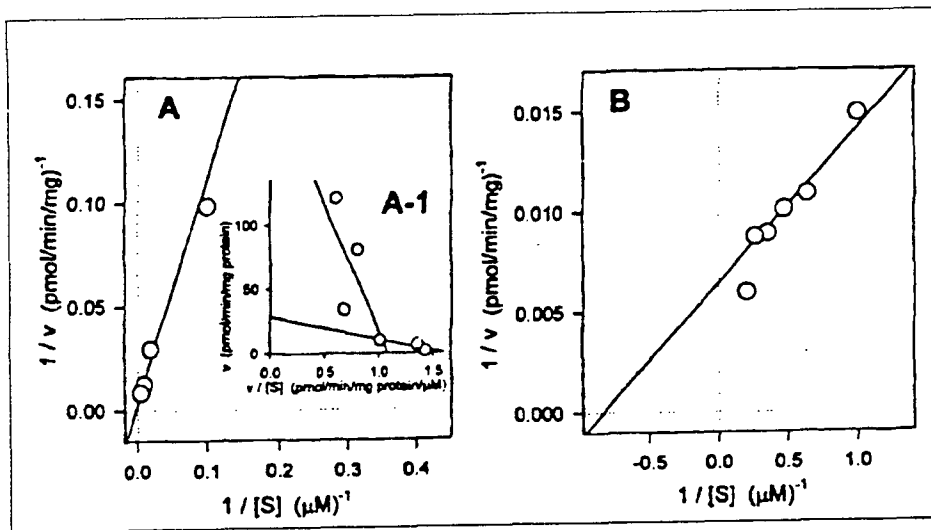 A
1 / v (pmol/min/mg)⁻¹
0.15
0.10
0.05
0.00
0.0 0.1 0.2 0.3 0.4
1 / [S] (μM)⁻¹
A-1
v (pmol/min/mg protein)
100
50
0
0.0 0.5 1.0 1.5
v / [S] (pmol/min/mg protein/μM)
B
1 / v (pmol/min/mg)⁻¹
0.015
0.010
0.005
0.000
-0.5 0.0 0.5 1.0
1 / [S] (μM)⁻¹